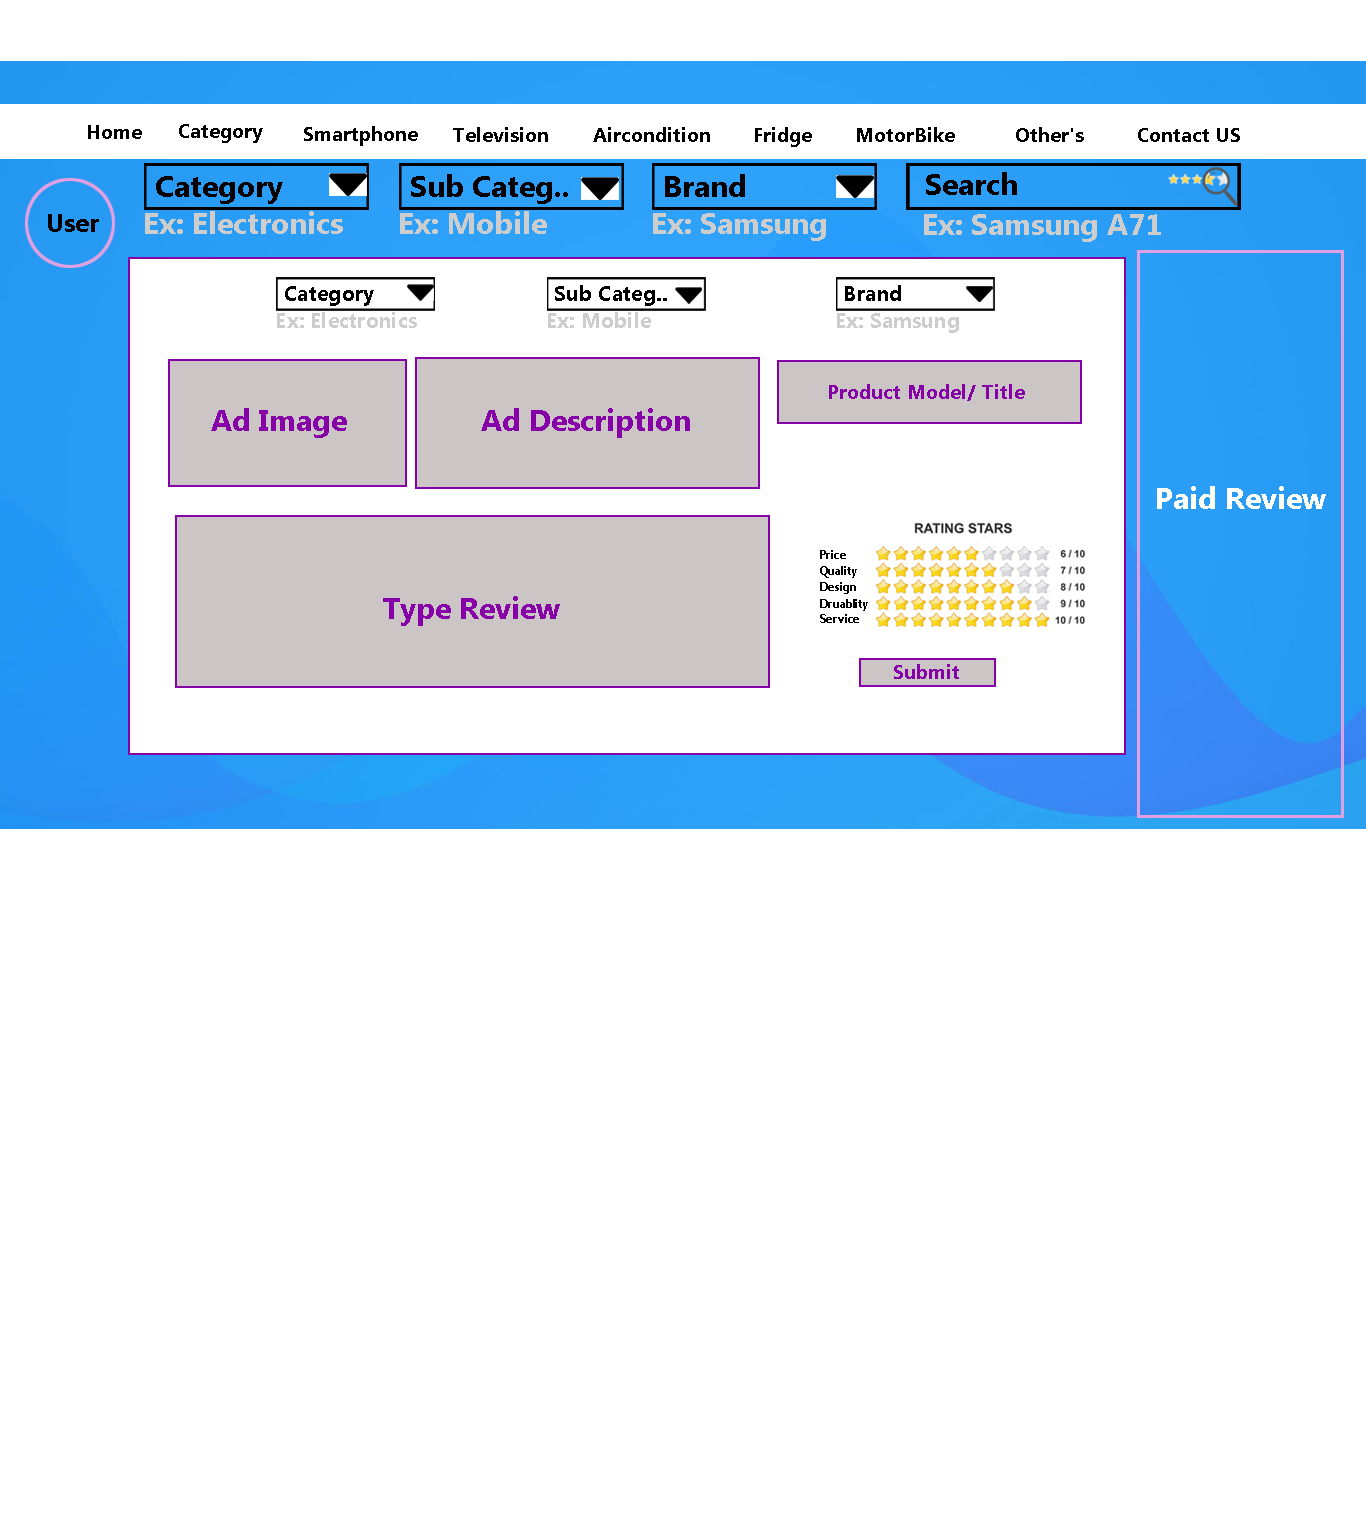 Home Category Smartphone Television Aircondition Fridge MotorBike Other's Contact US
User
Category Sub Categ.. Brand Search
Ex: Electronics Ex: Mobile Ex: Samsung Ex: Samsung A71
Category Sub Categ.. Brand
Ex: Electronics Ex: Mobile Ex: Samsung
Ad Image Ad Description Product Model/ Title
Paid Review
Type Review
RATING STARS
Price 6 / 10
Quality 7 / 10
Design 8 / 10
Druablity 9 / 10
Service 10 / 10
Submit